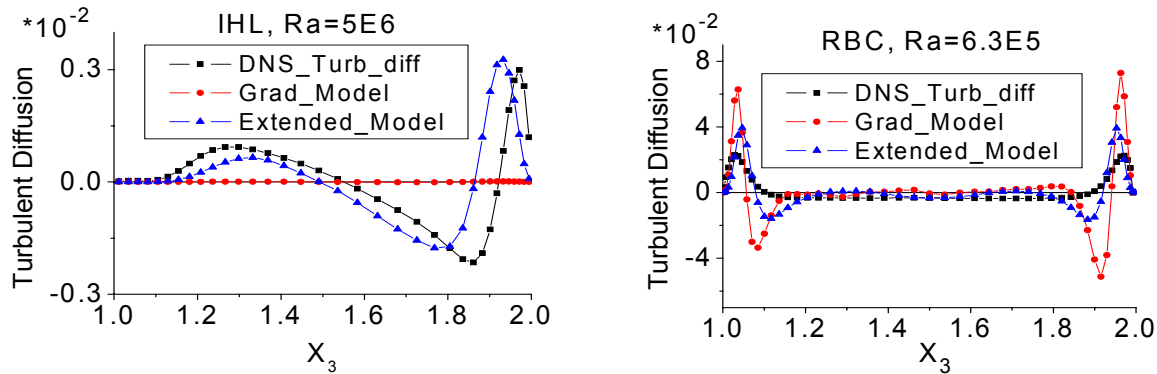 *10-2
IHL, Ra=5E6
DNS_Turb_diff
Grad_Model
Extended_Model
Turbulent Diffusion
0.3
0.0
-0.3
1.0 1.2 1.4 1.6 1.8 2.0
X3
*10-2
RBC, Ra=6.3E5
DNS_Turb_diff
Grad_Model
Extended_Model
Turbulent Diffusion
8
4
0
-4
1.0 1.2 1.4 1.6 1.8 2.0
X3